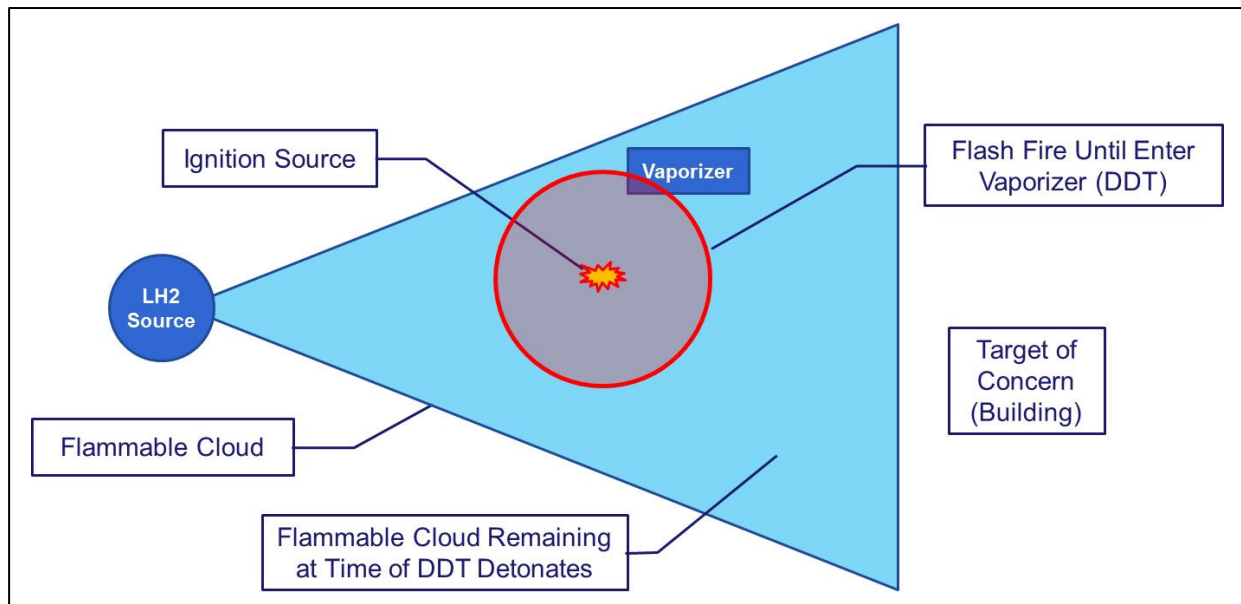 Ignition Source
Vaporizer
Flash Fire Until Enter
Vaporizer (DDT)
LH2
Source
Target of
Concern
(Building)
Flammable Cloud
Flammable Cloud Remaining
at Time of DDT Detonates